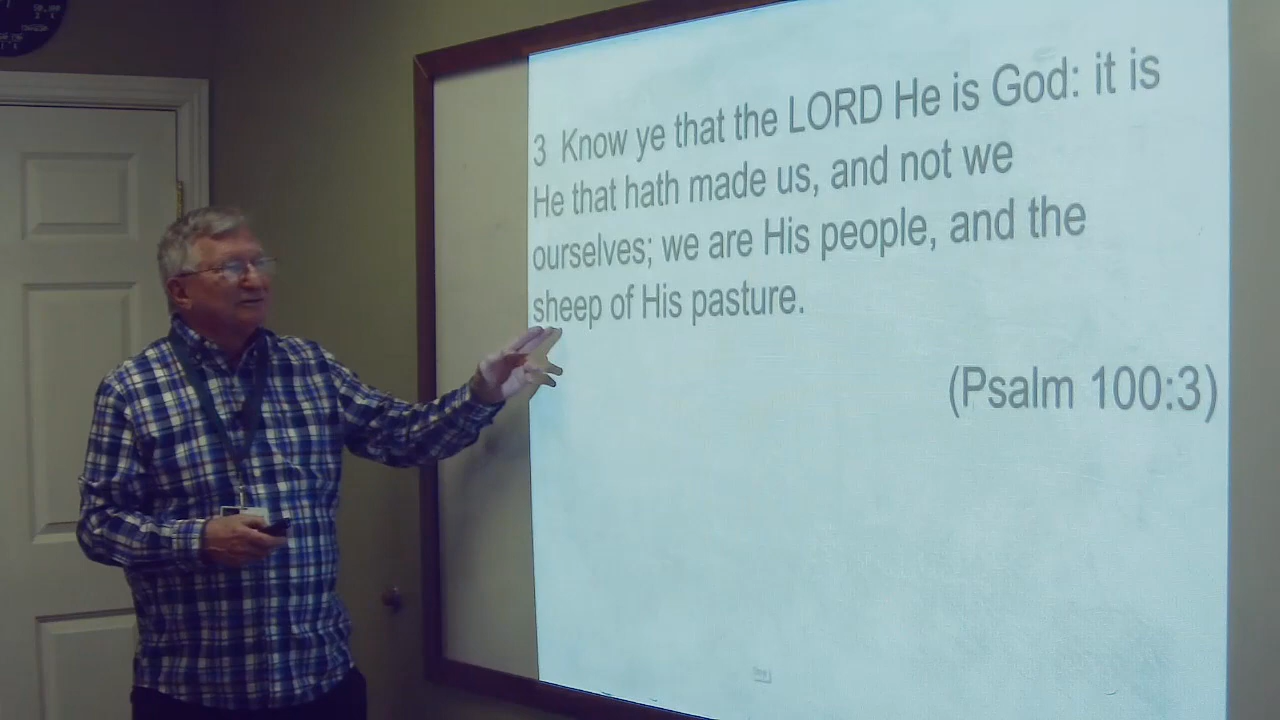 3 Know ye that the LORD He is God: it is
He that hath made us, and not we
ourselves; we are His people, and the
sheep of His pasture.
(Psalm 100:3)